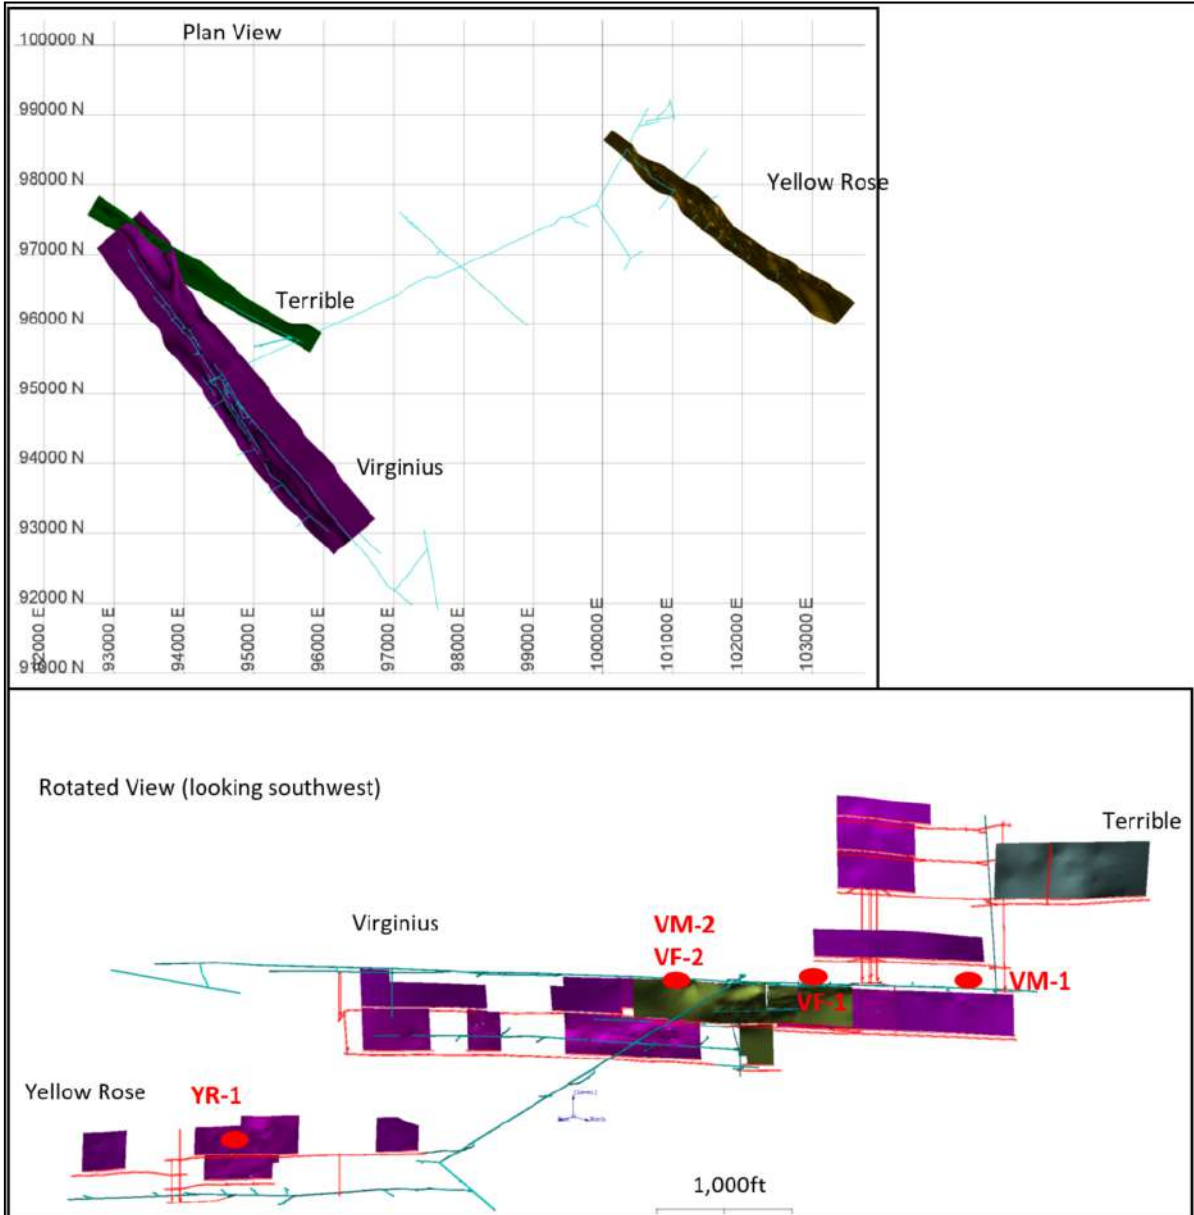 Plan View
100000 N
99000 N
98000 N
Yellow Rose
97000 N
Terrible
96000 N
95000 N
94000 N
Virginius
93000 N
92000 N
91000 N
92000 E
93000 E
94000 E
95000 E
96000 E
97000 E
98000 E
99000 E
100000 E
101000 E
102000 E
103000 E
Rotated View (looking southwest)
Terrible
Virginius
VM-2
VF-2
VF-1
VM-1
Yellow Rose
YR-1
1,000ft